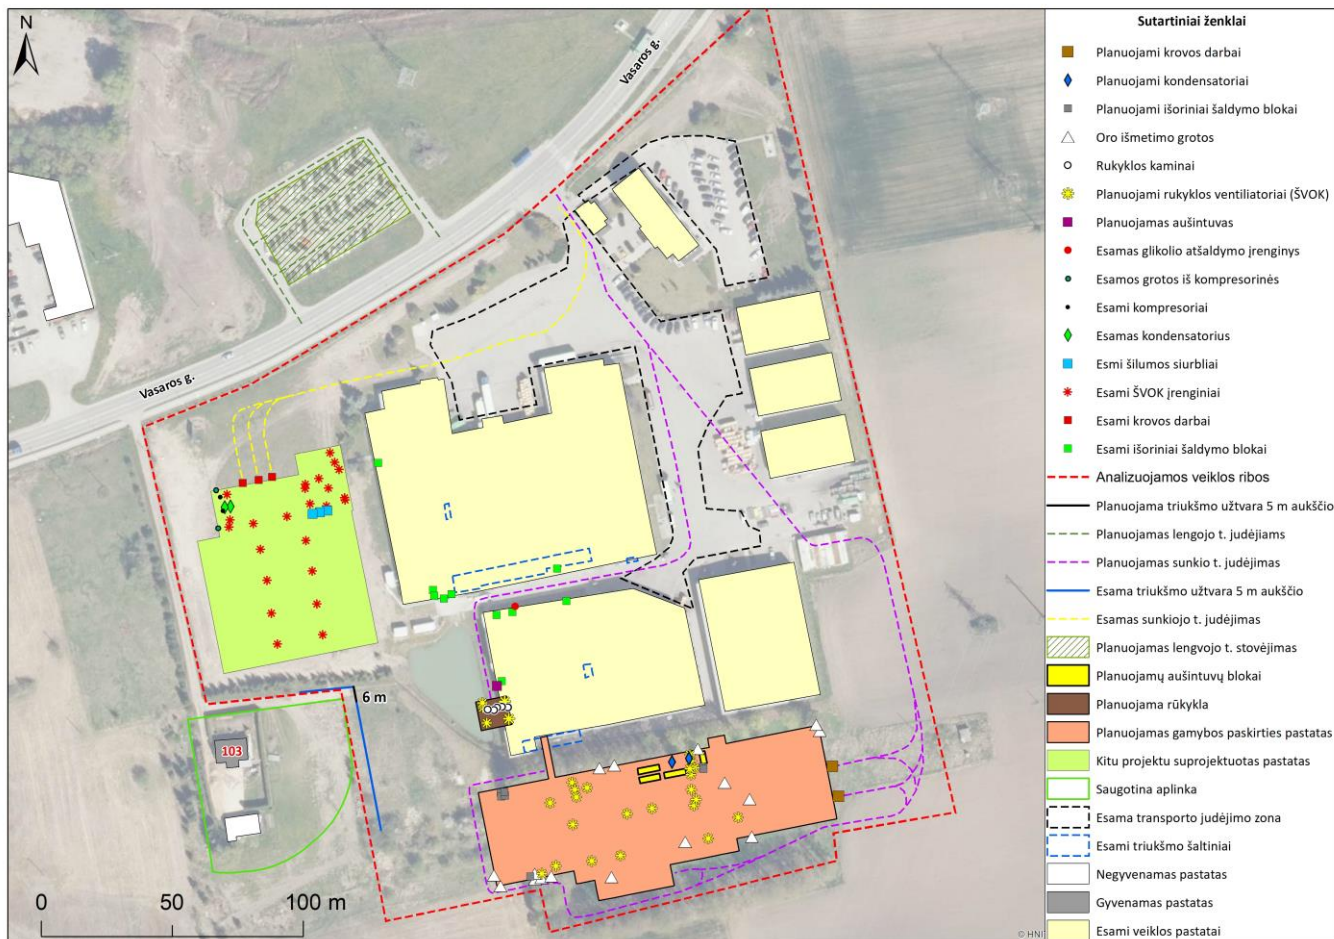 N
Vasaros g.
Vasaros g.
6 m
103
0 50 100 m
© HNIT
Sutartiniai ženklai
Planuojami krovos darbai
Planuojami kondensatoriai
Planuojami išoriniai šaldymo blokai
Oro išmetimo grotos
Rukyklos kaminai
Planuojami rukyklos ventiliatoriai (ŠVOK)
Planuojamas aušintuvas
Esamas glikolio atšaldymo įrenginys
Esamos grotos iš kompresorinės
Esami kompresoriai
Esamas kondensatorius
Esmi šilumos siurbliai
Esami ŠVOK įrenginiai
Esami krovos darbai
Esami išoriniai šaldymo blokai
Analizuojamos veiklos ribos
Planuojama triukšmo užtvara 5 m aukščio
Planuojamas lengojo t. judėjiams
Planuojamas sunkio t. judėjimas
Esama triukšmo užtvara 5 m aukščio
Esamas sunkiojo t. judėjimas
Planuojamas lengvojo t. stovėjimas
Planuojamų aušintuvų blokai
Planuojama rūkykla
Planuojamas gamybos paskirties pastatas
Kitu projektu suprojektuotas pastatas
Saugotina aplinka
Esama transporto judėjimo zona
Esami triukšmo šaltiniai
Negyvenamas pastatas
Gyvenamas pastatas
Esami veiklos pastatai